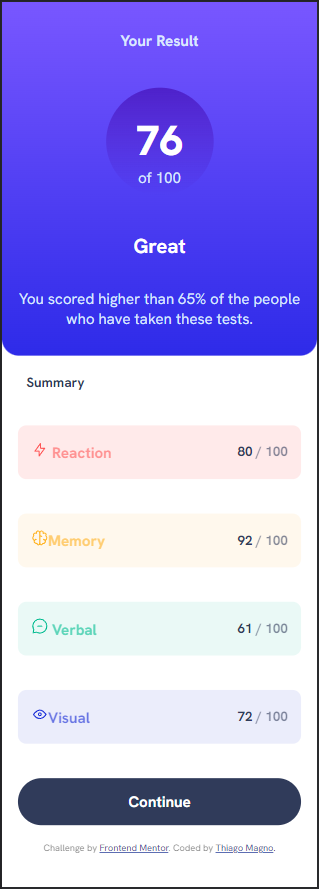 Your Result
76
of 100
Great
You scored higher than 65% of the people
who have taken these tests.
Summary
Reaction 80 / 100
Memory 92 / 100
Verbal 61 / 100
Visual 72 / 100
Continue
Challenge by Frontend Mentor. Coded by Thiago Magno.